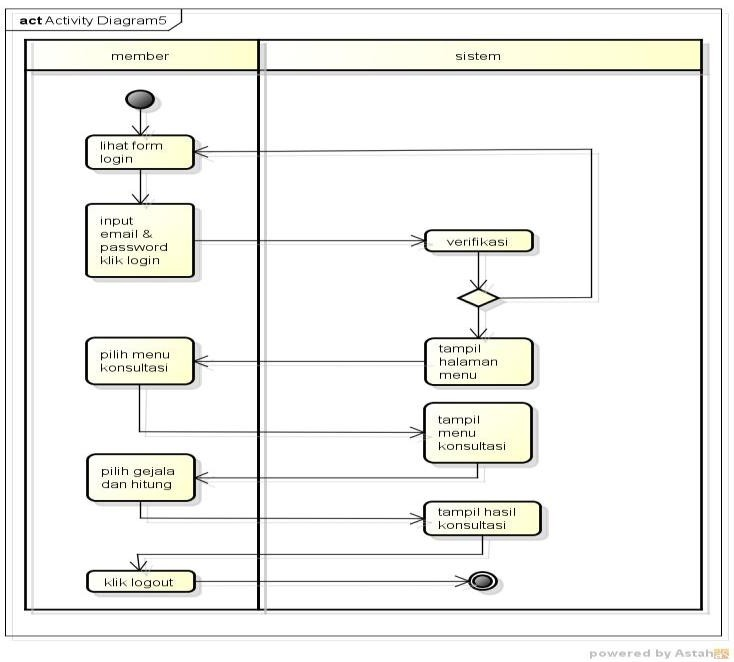 act Activity Diagram5
member
sistem
lihat form
login
input
email &
password
klik login
verifikasi
tampil
halaman
menu
pilih menu
konsultasi
tampil
menu
konsultasi
pilih gejala
dan hitung
tampil hasil
konsultasi
klik logout
powered by Astah